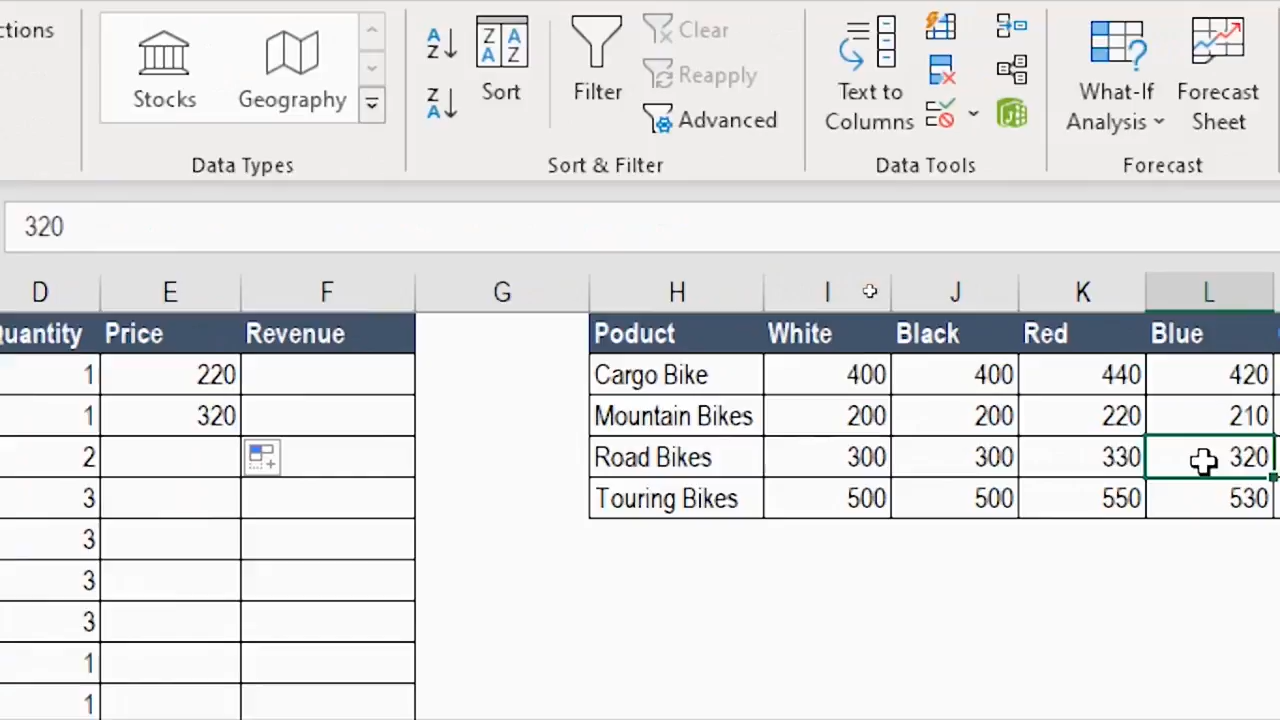 ctions
Stocks
Geography
Data Types
A
Z
Z
A
Z A
A Z
Sort
Filter
Clear
Reapply
Advanced
Sort & Filter
Text to
Columns
Data Tools
What-If
Analysis
Forecast
Sheet
Forecast
320
D E F G H I J K L
Quantity Price Revenue Poduct White Black Red Blue
1 220 Cargo Bike 400 400 440 420
1 320 Mountain Bikes 200 200 220 210
2 Road Bikes 300 300 330 320
3 Touring Bikes 500 500 550 530
3
3
3
1
1